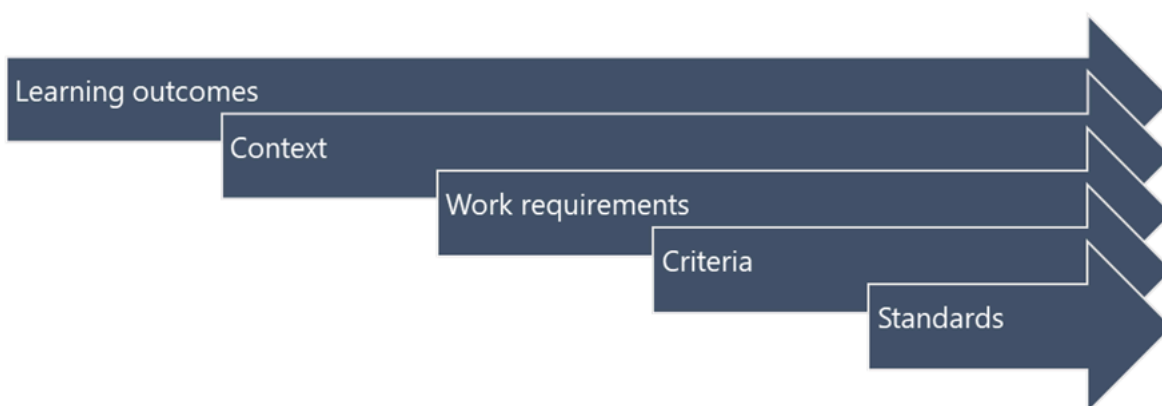 Learning outcomes
Context
Work requirements
Criteria
Standards